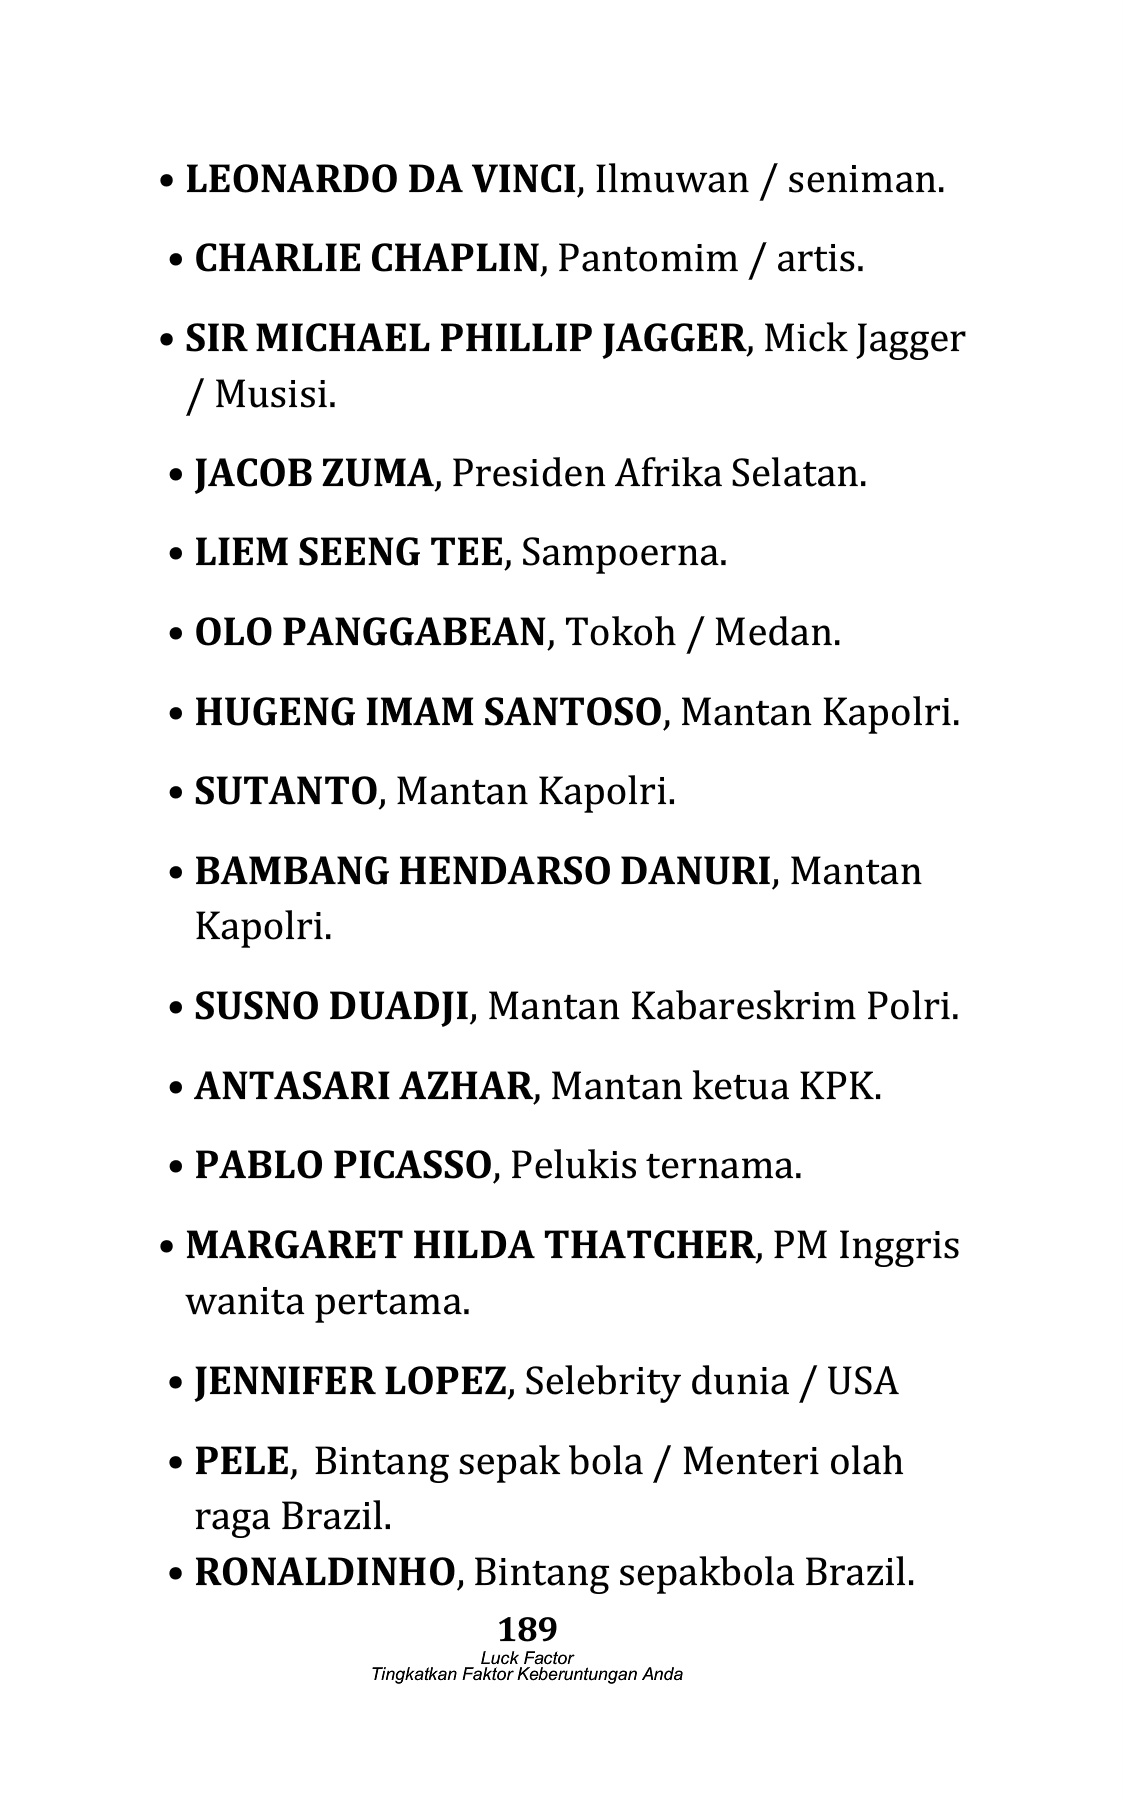 • LEONARDO DA VINCI, Ilmuwan / seniman.
• CHARLIE CHAPLIN, Pantomim / artis.
• SIR MICHAEL PHILLIP JAGGER, Mick Jagger
/ Musisi.
• JACOB ZUMA, Presiden Afrika Selatan.
• LIEM SEENG TEE, Sampoerna.
• OLO PANGGABEAN, Tokoh / Medan.
• HUGENG IMAM SANTOSO, Mantan Kapolri.
• SUTANTO, Mantan Kapolri.
• BAMBANG HENDARSO DANURI, Mantan
Kapolri.
• SUSNO DUADJI, Mantan Kabareskrim Polri.
• ANTASARI AZHAR, Mantan ketua KPK.
• PABLO PICASSO, Pelukis ternama.
• MARGARET HILDA THATCHER, PM Inggris
wanita pertama.
• JENNIFER LOPEZ, Selebrity dunia / USA
• PELE, Bintang sepak bola / Menteri olah
raga Brazil.
• RONALDINHO, Bintang sepakbola Brazil.
189
Luck Factor
Tingkatkan Faktor Keberuntungan Anda